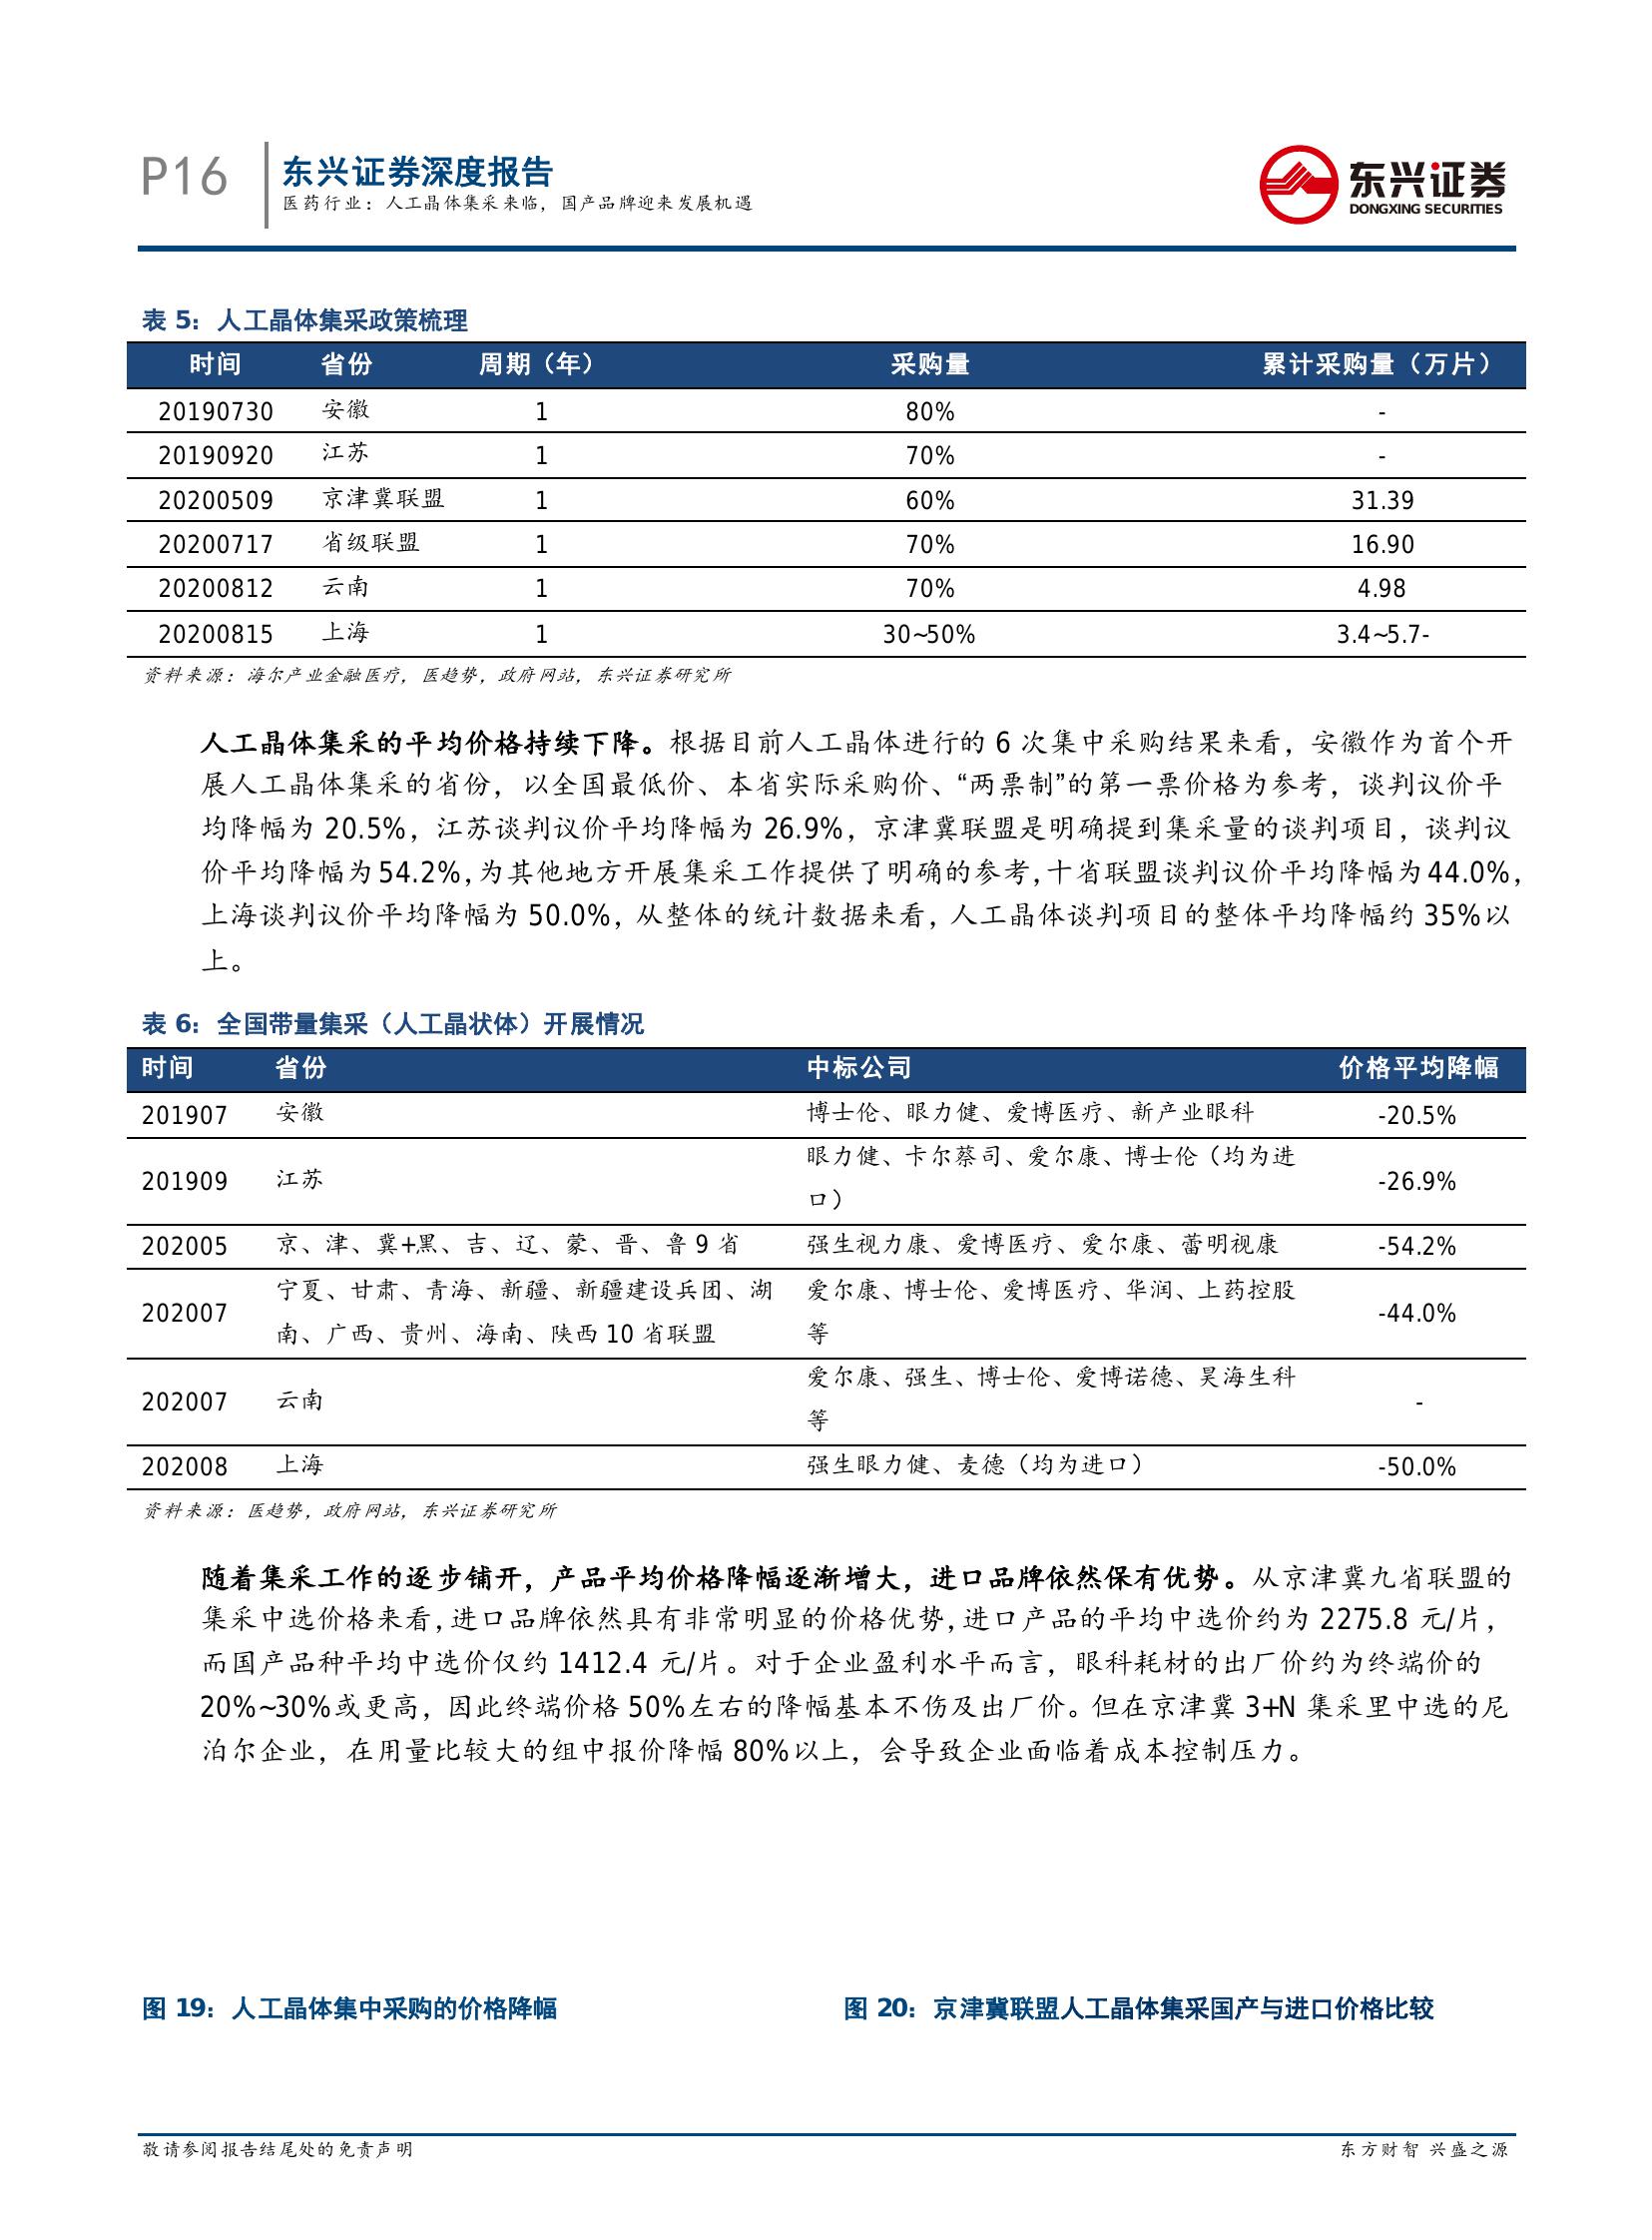 P16
东兴证券深度报告
医药行业：人工晶体集采来临，国产品牌迎来发展机遇
东兴证券
DONGXING SECURITIES
表 5：人工晶体集采政策梳理
时间 省份 周期（年） 采购量 累计采购量（万片）
20190730 安徽 1 80% -
20190920 江苏 1 70% -
20200509 京津冀联盟 1 60% 31.39
20200717 省级联盟 1 70% 16.90
20200812 云南 1 70% 4.98
20200815 上海 1 30~50% 3.4~5.7-
资料来源：海尔产业金融医疗，医趋势，政府网站，东兴证券研究所
人工晶体集采的平均价格持续下降。根据目前人工晶体进行的 6 次集中采购结果来看，安徽作为首个开
展人工晶体集采的省份，以全国最低价、本省实际采购价、“两票制”的第一票价格为参考，谈判议价平
均降幅为 20.5%，江苏谈判议价平均降幅为 26.9%，京津冀联盟是明确提到集采量的谈判项目，谈判议
价平均降幅为 54.2%，为其他地方开展集采工作提供了明确的参考，十省联盟谈判议价平均降幅为 44.0%，
上海谈判议价平均降幅为 50.0%，从整体的统计数据来看，人工晶体谈判项目的整体平均降幅约 35%以
上。
表 6：全国带量集采（人工晶状体）开展情况
时间 省份 中标公司 价格平均降幅
201907 安徽 博士伦、眼力健、爱博医疗、新产业眼科 -20.5%
眼力健、卡尔蔡司、爱尔康、博士伦（均为进
201909 江苏 -26.9%
口）
202005 京、津、冀+黑、吉、辽、蒙、晋、鲁 9 省 强生视力康、爱博医疗、爱尔康、蕾明视康 -54.2%
宁夏、甘肃、青海、新疆、新疆建设兵团、湖 爱尔康、博士伦、爱博医疗、华润、上药控股
202007 -44.0%
南、广西、贵州、海南、陕西 10 省联盟 等
爱尔康、强生、博士伦、爱博诺德、昊海生科
202007 云南 -
等
202008 上海 强生眼力健、麦德（均为进口） -50.0%
资料来源：医趋势，政府网站，东兴证券研究所
随着集采工作的逐步铺开，产品平均价格降幅逐渐增大，进口品牌依然保有优势。从京津冀九省联盟的
集采中选价格来看，进口品牌依然具有非常明显的价格优势，进口产品的平均中选价约为 2275.8 元/片，
而国产品种平均中选价仅约 1412.4 元/片。对于企业盈利水平而言，眼科耗材的出厂价约为终端价的
20%~30%或更高，因此终端价格 50%左右的降幅基本不伤及出厂价。但在京津冀 3+N 集采里中选的尼
泊尔企业，在用量比较大的组中报价降幅 80%以上，会导致企业面临着成本控制压力。
图 19：人工晶体集中采购的价格降幅 图 20：京津冀联盟人工晶体集采国产与进口价格比较
敬请参阅报告结尾处的免责声明 东方财智 兴盛之源